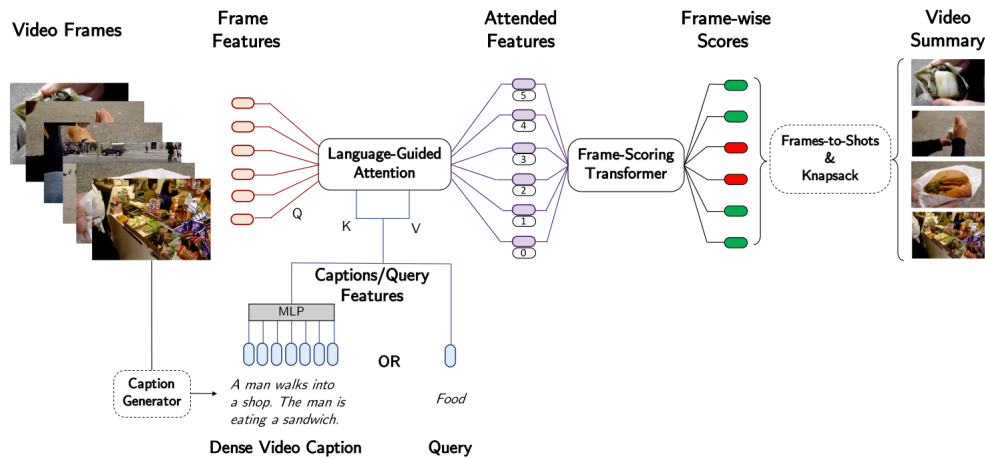 Video Frames
Frame
Features
Attended
Features
Frame-wise
Scores
Video
Summary
Language-Guided
Attention
Q
K
V
5
4
3
2
1
0
Frame-Scoring
Transformer
Frames-to-Shots
&
Knapsack
Captions/Query
Features
MLP
OR
Caption
Generator
A man walks into
a shop. The man is
eating a sandwich.
Food
Dense Video Caption
Query